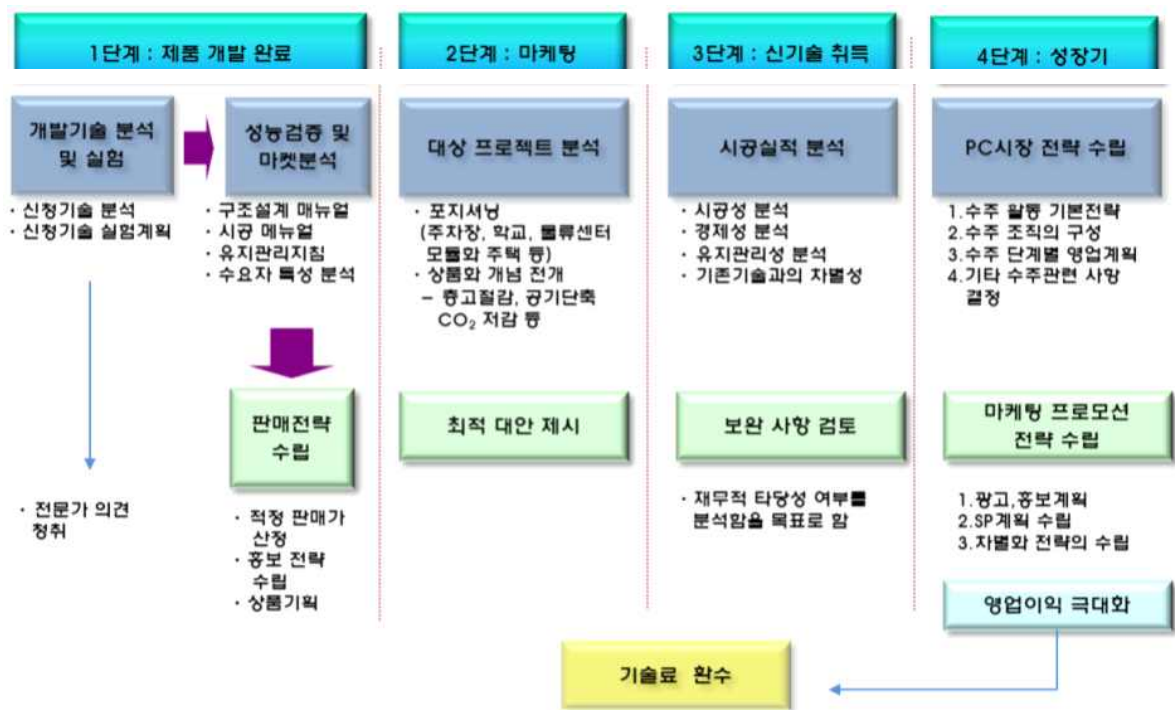 1단계 : 제품 개발 완료
개발기술 분석
및 실험
· 신청기술 분석
· 신청기술 실험계획
· 전문가 의견
청취
성능검증 및
마켓분석
· 구조설계 매뉴얼
· 시공 메뉴얼
· 유지관리지침
· 수요자 특성 분석
판매전략
수립
· 적정 판매가
산정
· 홍보 전략
수립
· 상품기획
2단계 : 마케팅
대상 프로젝트 분석
· 포지셔닝
(주차장, 학교, 물류센터
모듈화 주택 등)
· 상품화 개념 전개
– 층고절감, 공기단축
CO₂ 저감 등
최적 대안 제시
3단계 : 신기술 취득
시공실적 분석
· 시공성 분석
· 경제성 분석
· 유지관리성 분석
· 기존기술과의 차별성
보완 사항 검토
· 재무적 타당성 여부를
분석함을 목표로 함
4단계 : 성장기
PC시장 전략 수립
1.수주 활동 기본전략
2.수주 조직의 구성
3.수주 단계별 영업계획
4.기타 수주관련 사항
결정
마케팅 프로모션
전략 수립
1.광고,홍보계획
2.SP계획 수립
3.차별화 전략의 수립
영업이익 극대화
기술료 환수